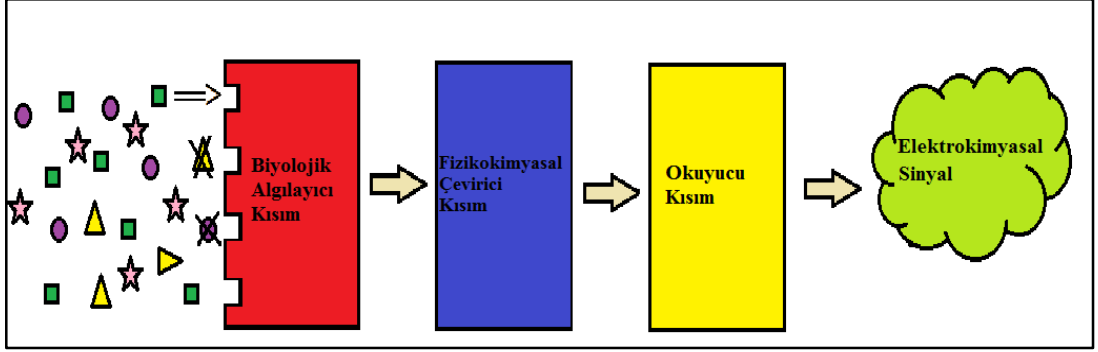 Biyolojik
Algılayıcı
Kısım
Fizikokimyasal
Çevirici
Kısım
Okuyucu
Kısım
Elektrokimyasal
Sinyal